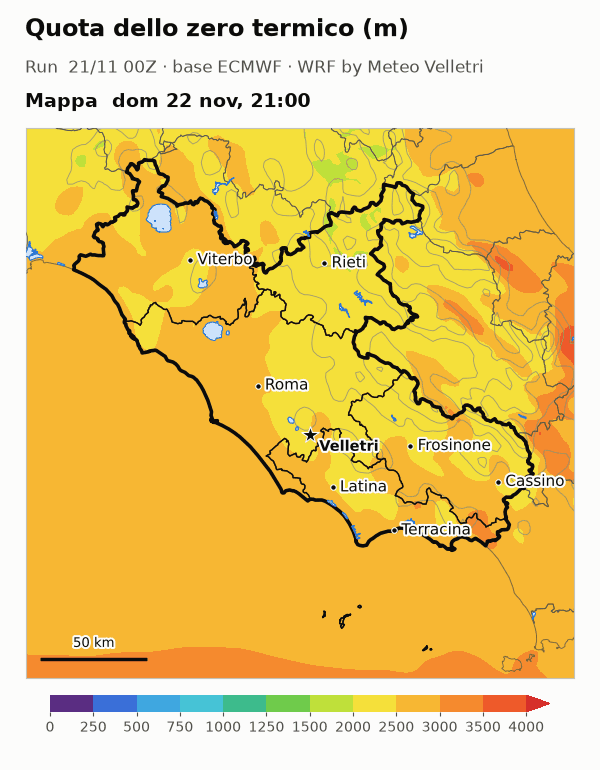 Quota dello zero termico (m)
Run  21/11 00Z · base ECMWF · WRF by Meteo Velletri
Mappa  dom 22 nov, 21:00
Viterbo
Rieti
Roma
Velletri
Frosinone
Cassino
Latina
Terracina
50 km
0 250 500 750 1000 1250 1500 2000 2500 3000 3500 4000